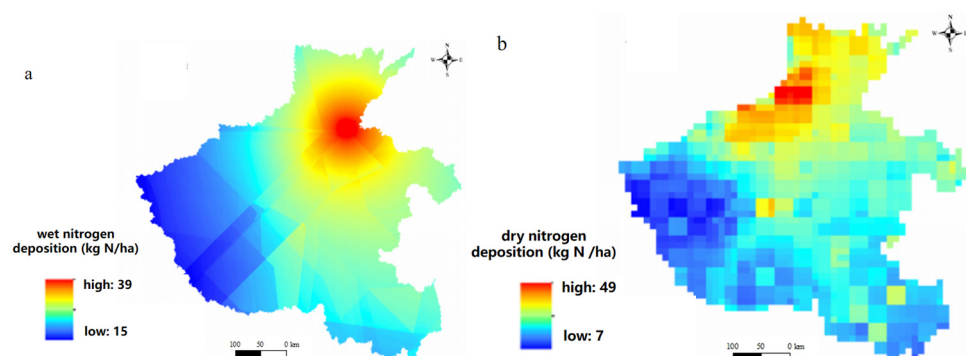 a
N
W E
S
wet nitrogen
deposition (kg N/ha)
high: 39
low: 15
100 50 0 km
b
N
W E
S
dry nitrogen
deposition (kg N /ha)
high: 49
low: 7
100 50 0 km